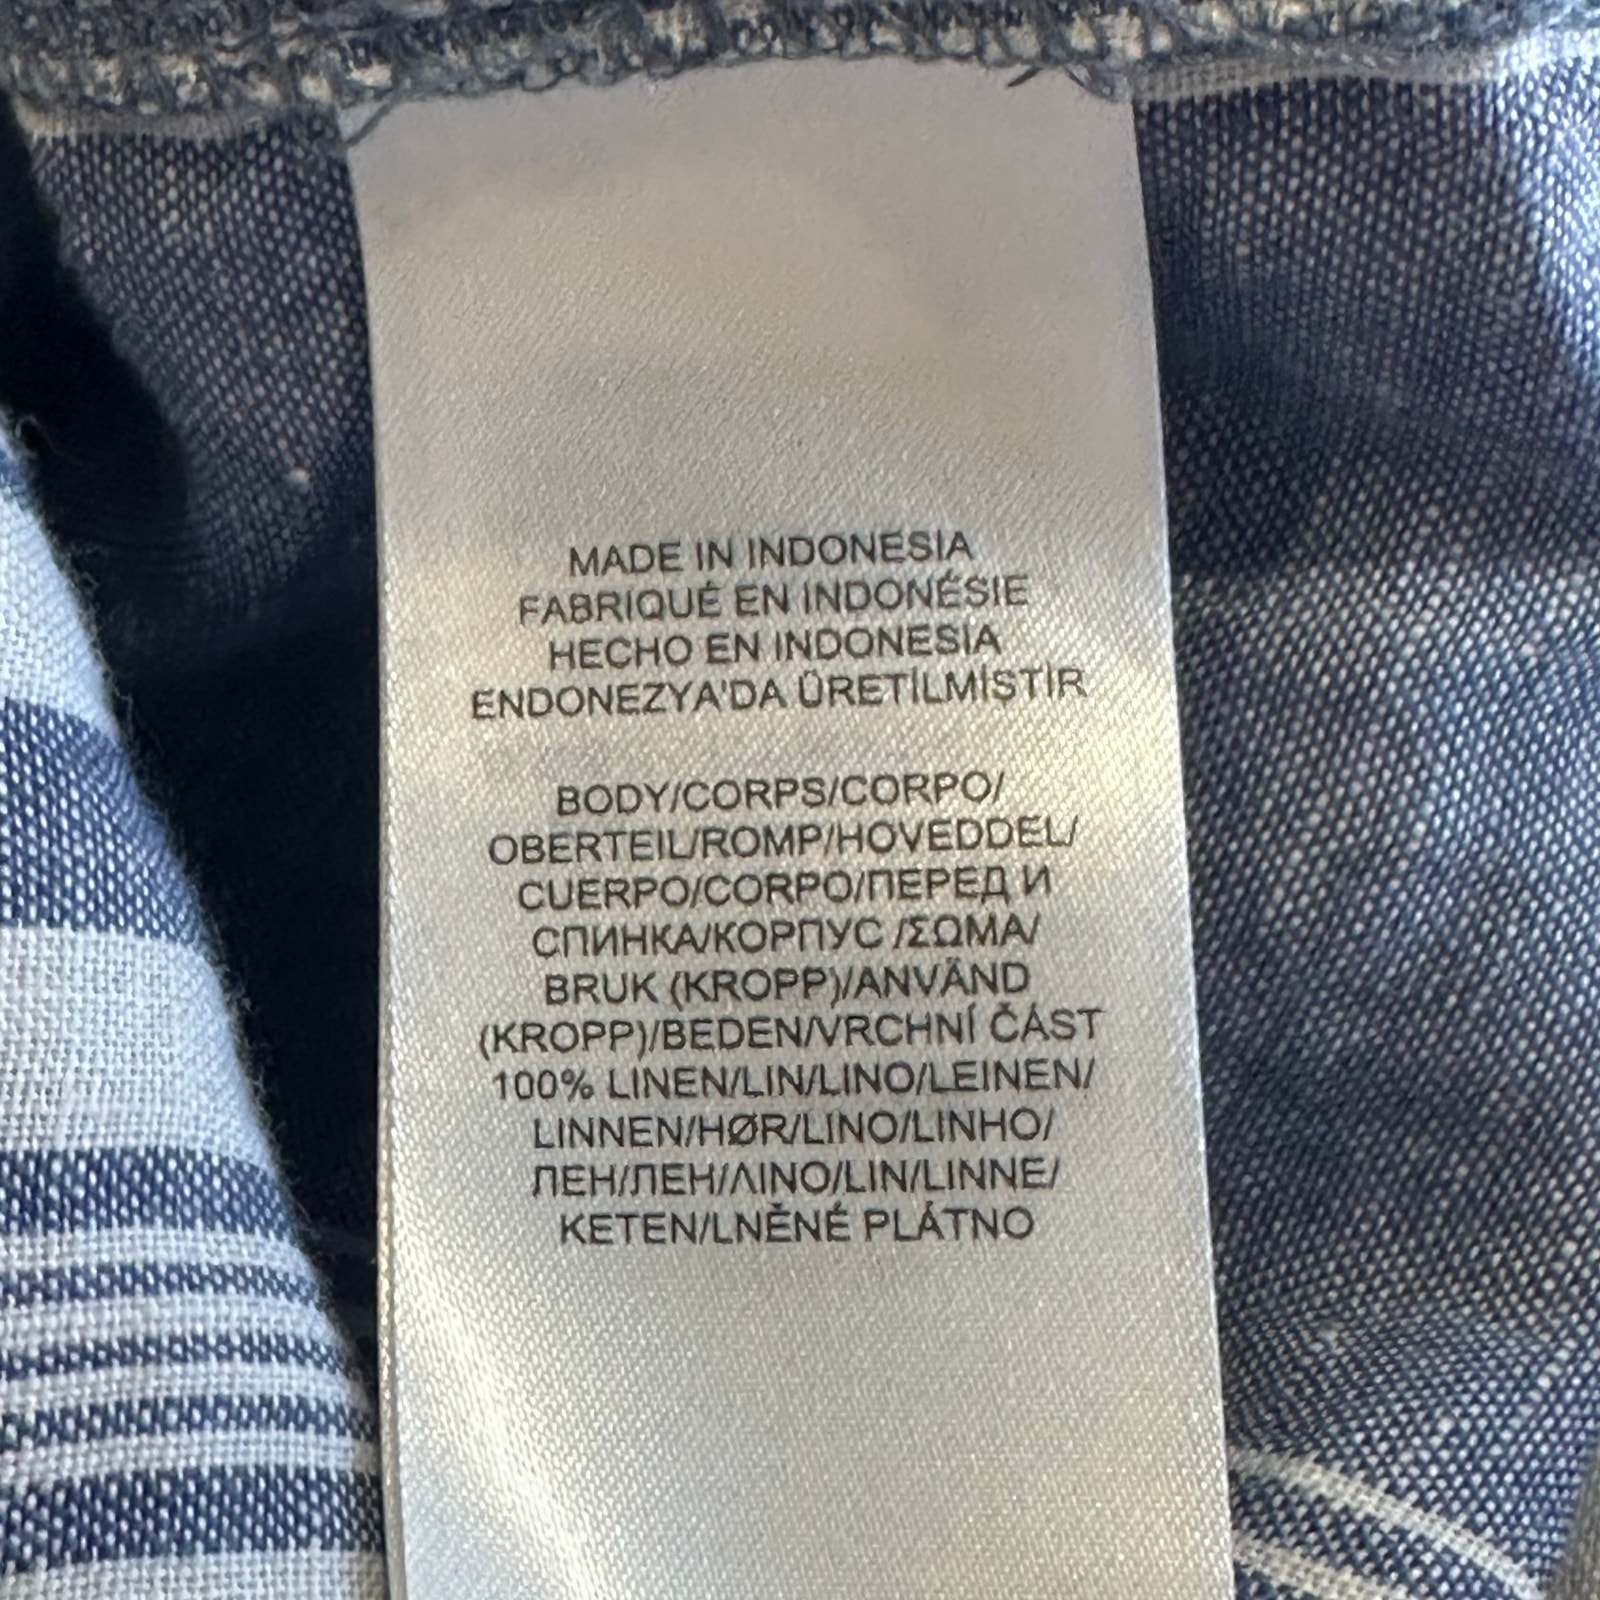 MADE IN INDONESIA
FABRIQUÉ EN INDONÉSIE
HECHO EN INDONESIA
ENDONEZYA'DA ÜRETİLMİŞTİR
BODY/CORPS/CORPO/
OBERTEIL/ROMP/HOVEDDEL/
CUERPO/CORPO/ПЕРЕД И
СПИНКА/КОРПУС /ΣΩΜΑ/
BRUK (KROPP)/ANVÄND
(KROPP)/BEDEN/VRCHNÍ ČÁST
100% LINEN/LIN/LINO/LEINEN/
LINNEN/HØR/LINO/LINHO/
ЛЕН/ЛЕН/ΛΙΝΟ/LIN/LINNE/
KETEN/LNĚNÉ PLÁTNO